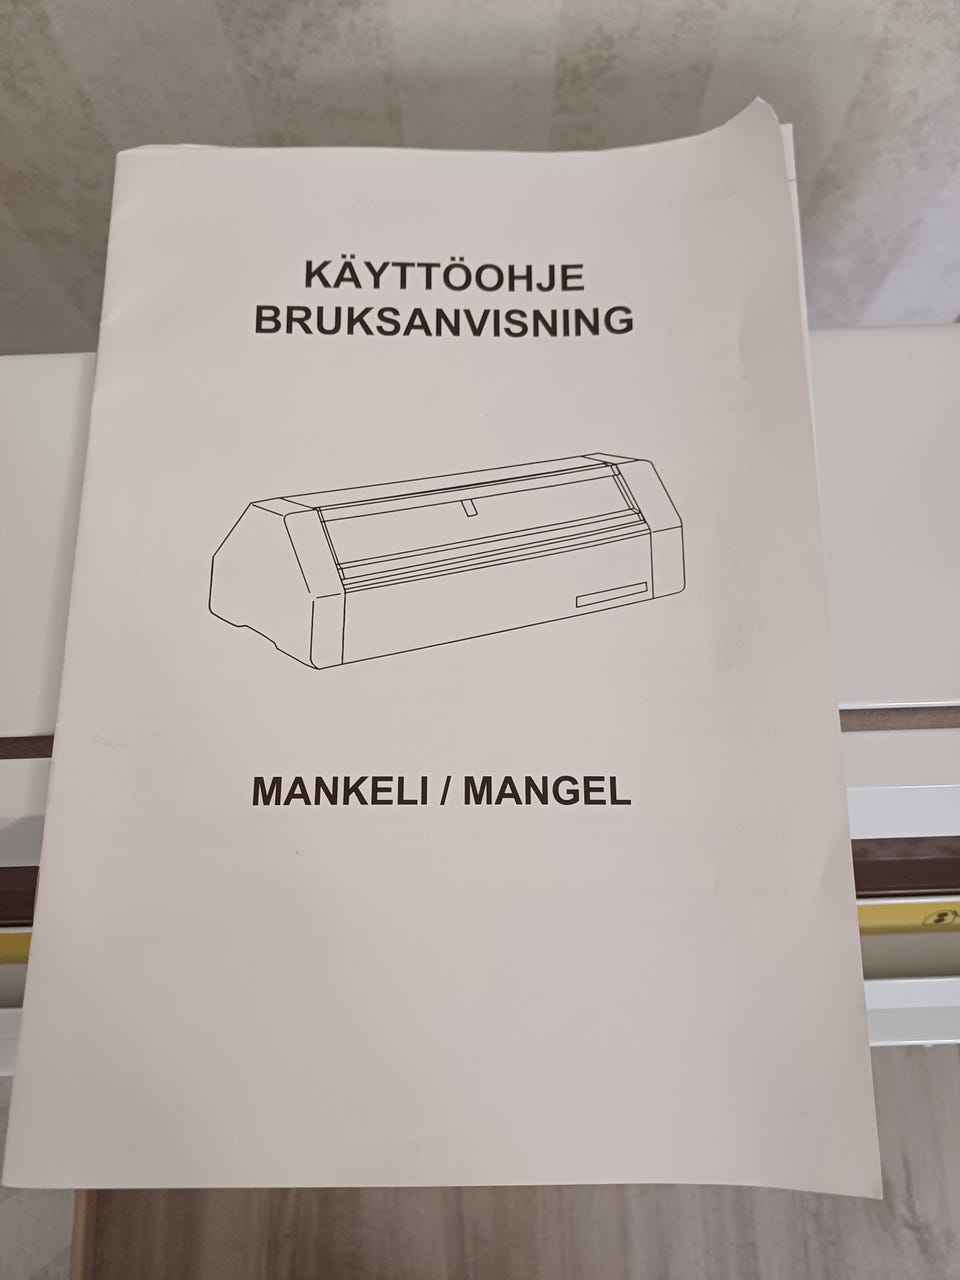 KÄYTTÖOHJE
BRUKSANVISNING
MANKELI / MANGEL